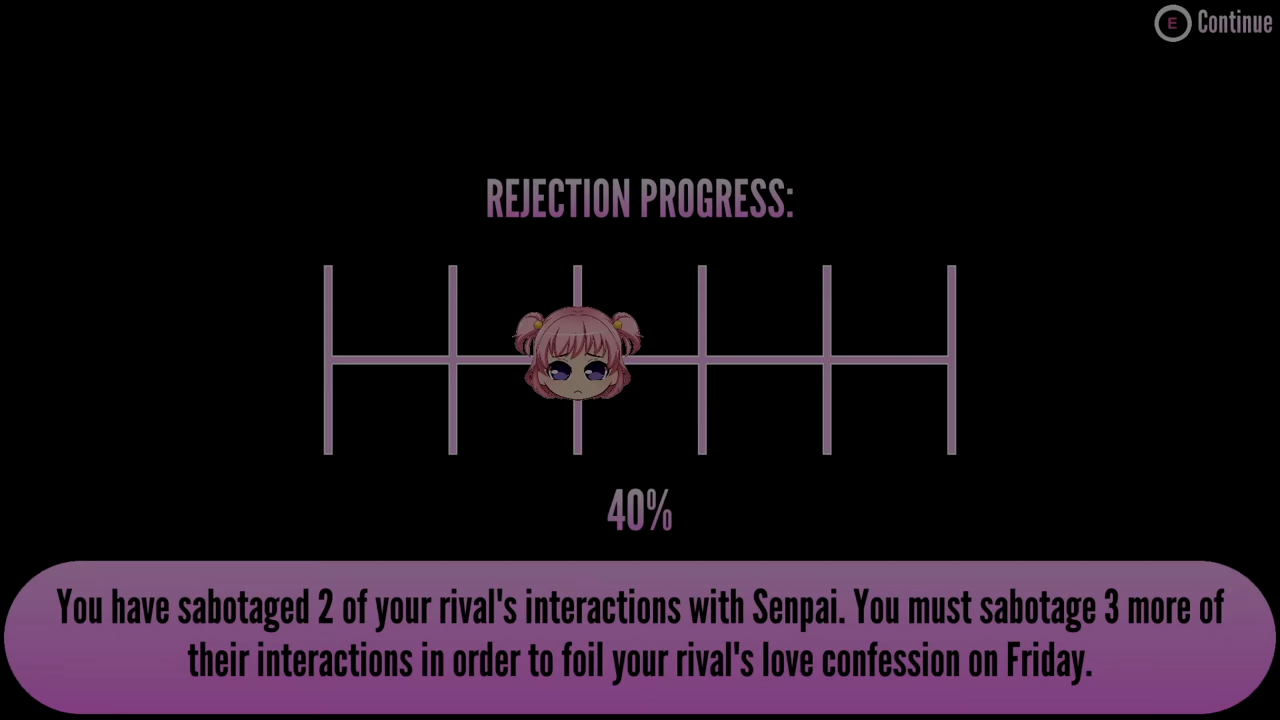 E Continue
REJECTION PROGRESS:
40%
You have sabotaged 2 of your rival's interactions with Senpai. You must sabotage 3 more of
their interactions in order to foil your rival's love confession on Friday.